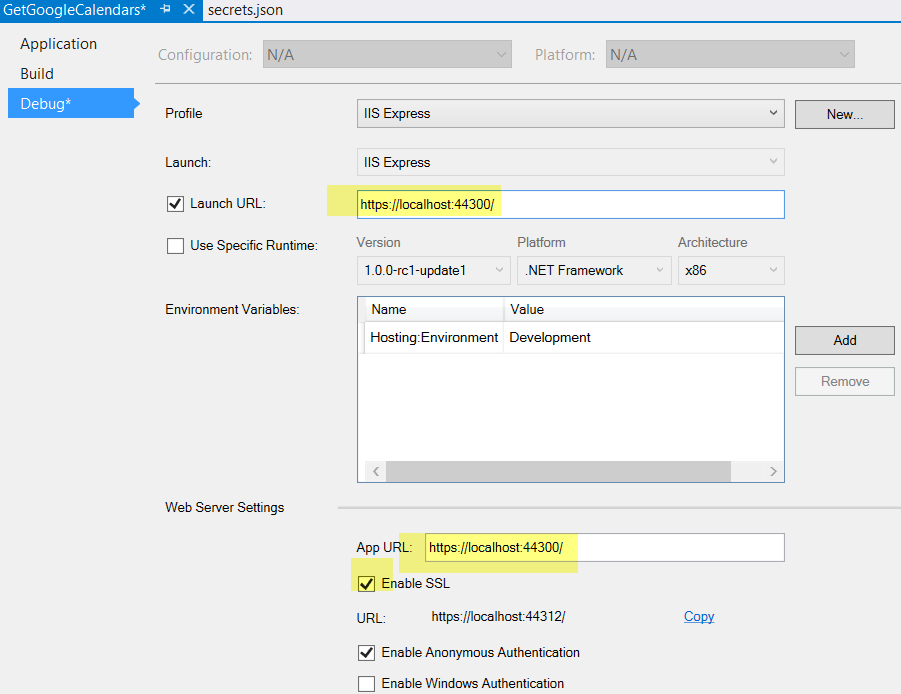 GetGoogleCalendars* secrets.json
Application
Build
Debug*
Configuration: N/A Platform: N/A
Profile IIS Express New...
Launch: IIS Express
Launch URL: https://localhost:44300/
Version Platform Architecture
Use Specific Runtime: 1.0.0-rc1-update1 .NET Framework x86
Environment Variables: Name Value
Hosting:Environment Development
Add
Remove
Web Server Settings
App URL: https://localhost:44300/
Enable SSL
URL: https://localhost:44312/ Copy
Enable Anonymous Authentication
Enable Windows Authentication